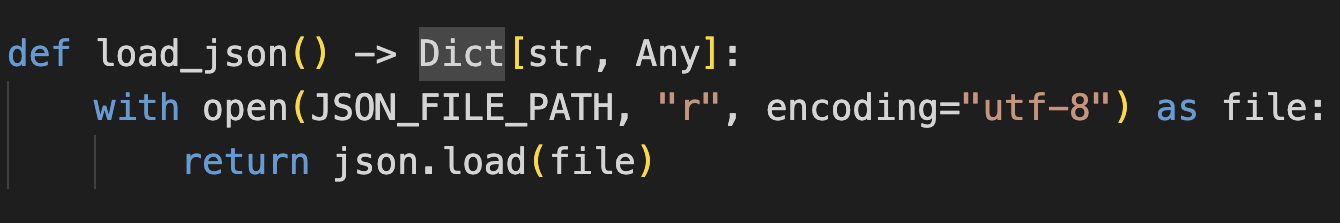 def load_json() -> Dict[str, Any]:
    with open(JSON_FILE_PATH, "r", encoding="utf-8") as file:
        return json.load(file)